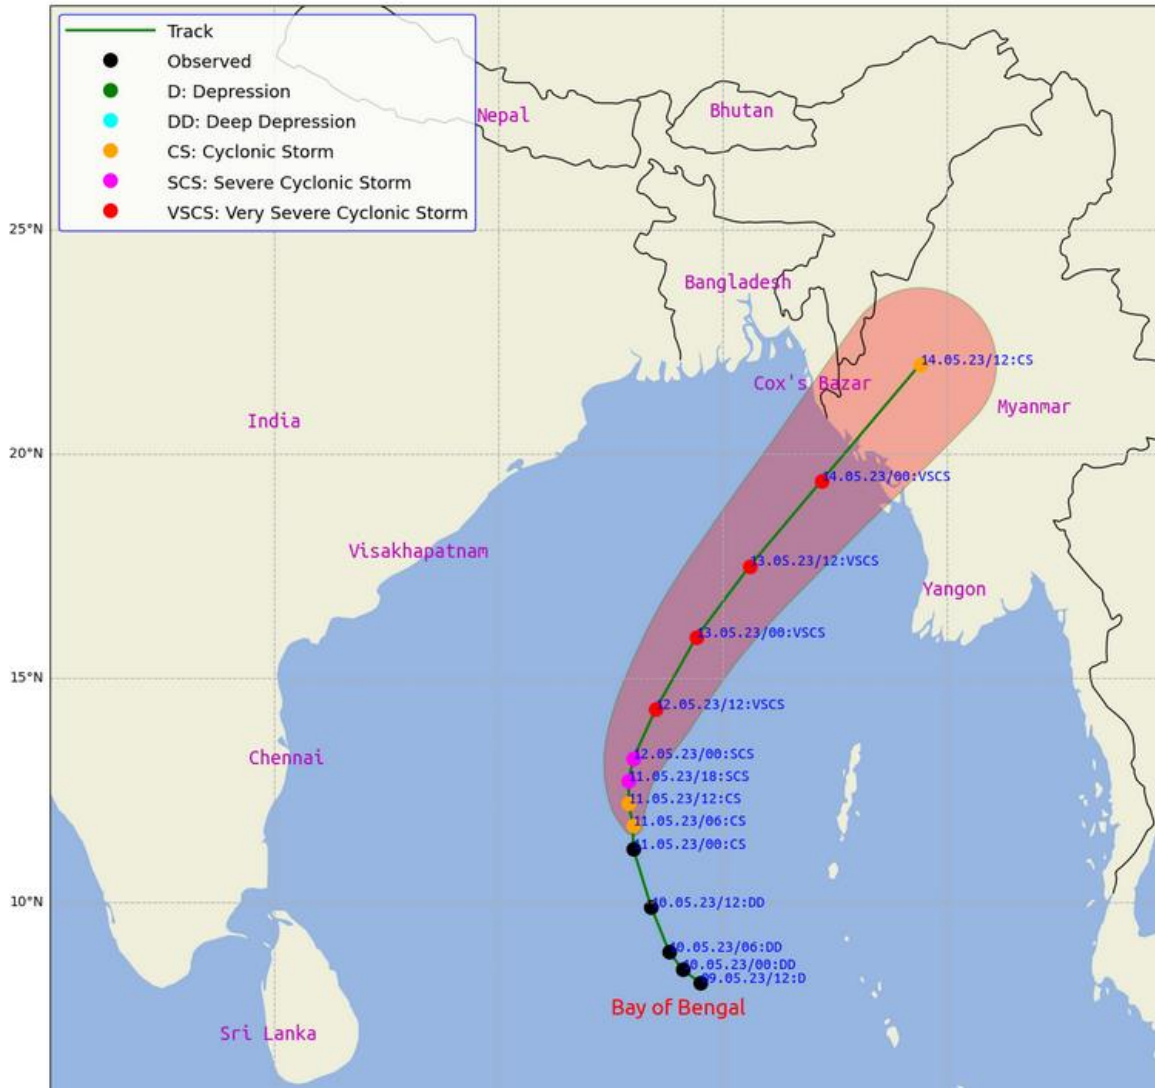 Track
Observed
D: Depression
DD: Deep Depression
CS: Cyclonic Storm
SCS: Severe Cyclonic Storm
VSCS: Very Severe Cyclonic Storm
Nepal
Bhutan
25°N
Bangladesh
14.05.23/12:CS
Cox's Bazar
Myanmar
India
20°N
14.05.23/00:VSCS
Visakhapatnam
13.05.23/12:VSCS
Yangon
13.05.23/00:VSCS
15°N
12.05.23/12:VSCS
Chennai
12.05.23/00:SCS
11.05.23/18:SCS
11.05.23/12:CS
11.05.23/06:CS
11.05.23/00:CS
10°N
10.05.23/12:DD
10.05.23/06:DD
10.05.23/00:DD
09.05.23/12:D
Bay of Bengal
Sri Lanka